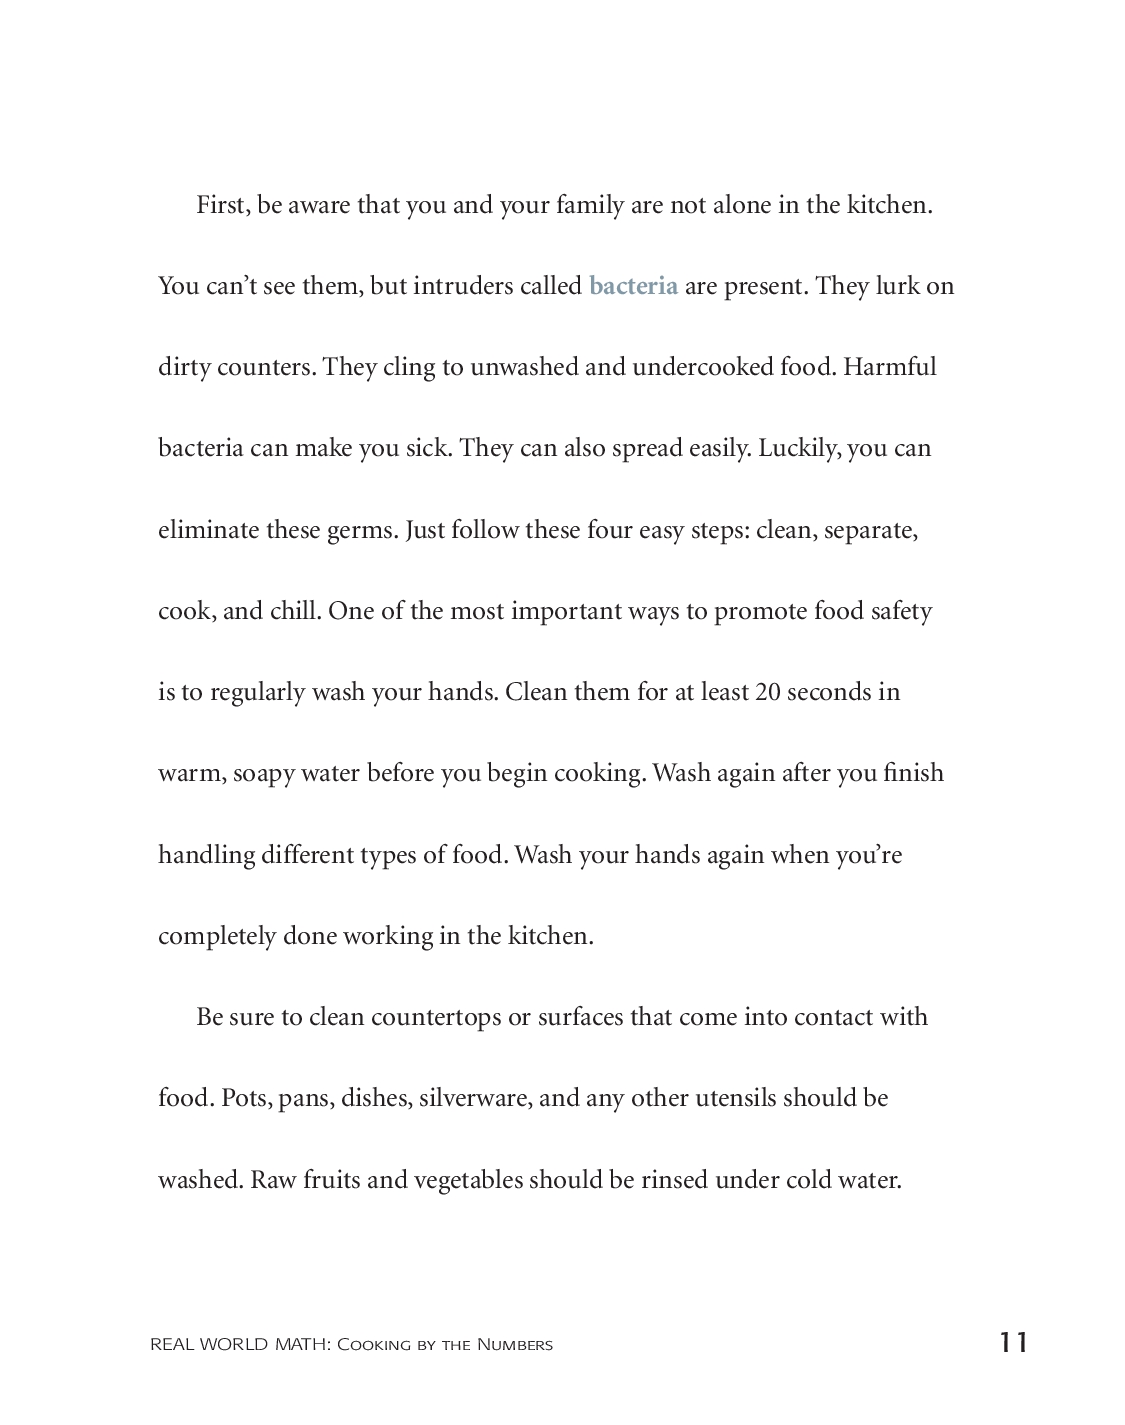 First, be aware that you and your family are not alone in the kitchen.
You can’t see them, but intruders called bacteria are present. They lurk on
dirty counters. They cling to unwashed and undercooked food. Harmful
bacteria can make you sick. They can also spread easily. Luckily, you can
eliminate these germs. Just follow these four easy steps: clean, separate,
cook, and chill. One of the most important ways to promote food safety
is to regularly wash your hands. Clean them for at least 20 seconds in
warm, soapy water before you begin cooking. Wash again after you finish
handling different types of food. Wash your hands again when you’re
completely done working in the kitchen.
Be sure to clean countertops or surfaces that come into contact with
food. Pots, pans, dishes, silverware, and any other utensils should be
washed. Raw fruits and vegetables should be rinsed under cold water.
REAL WORLD MATH: Cooking by the Numbers 11